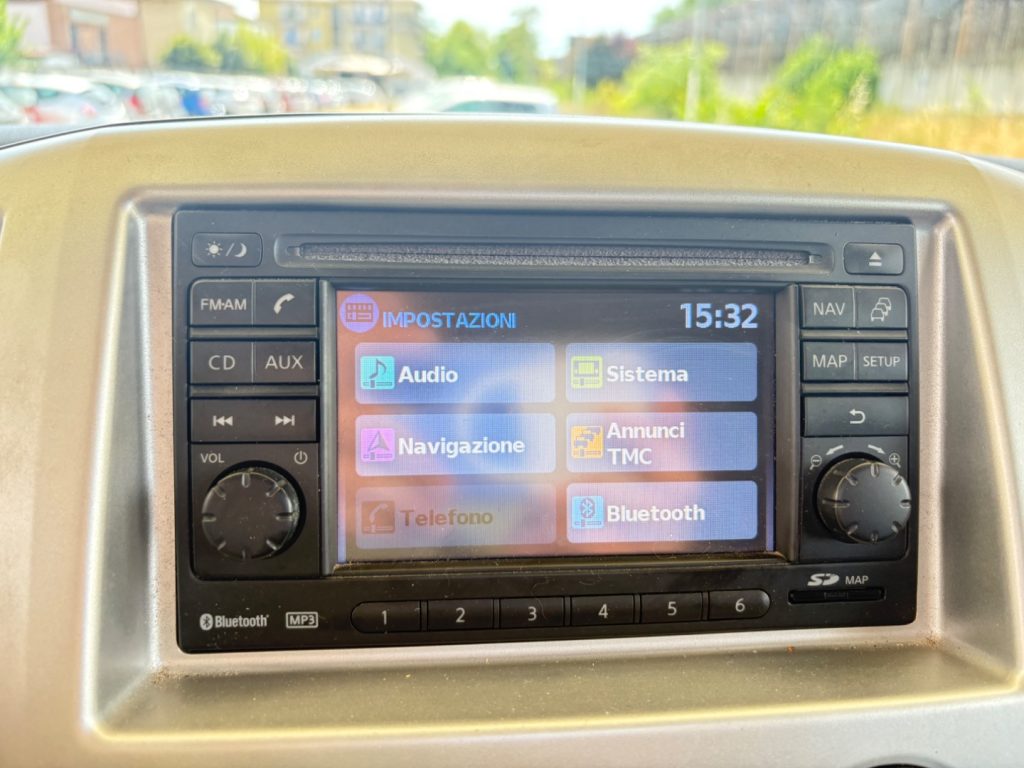 FM·AM
CD AUX
VOL
IMPOSTAZIONI 15:32
Audio
Sistema
Navigazione
Annunci
TMC
Telefono
Bluetooth
NAV
MAP SETUP
Bluetooth® MP3
1 2 3 4 5 6
SD MAP